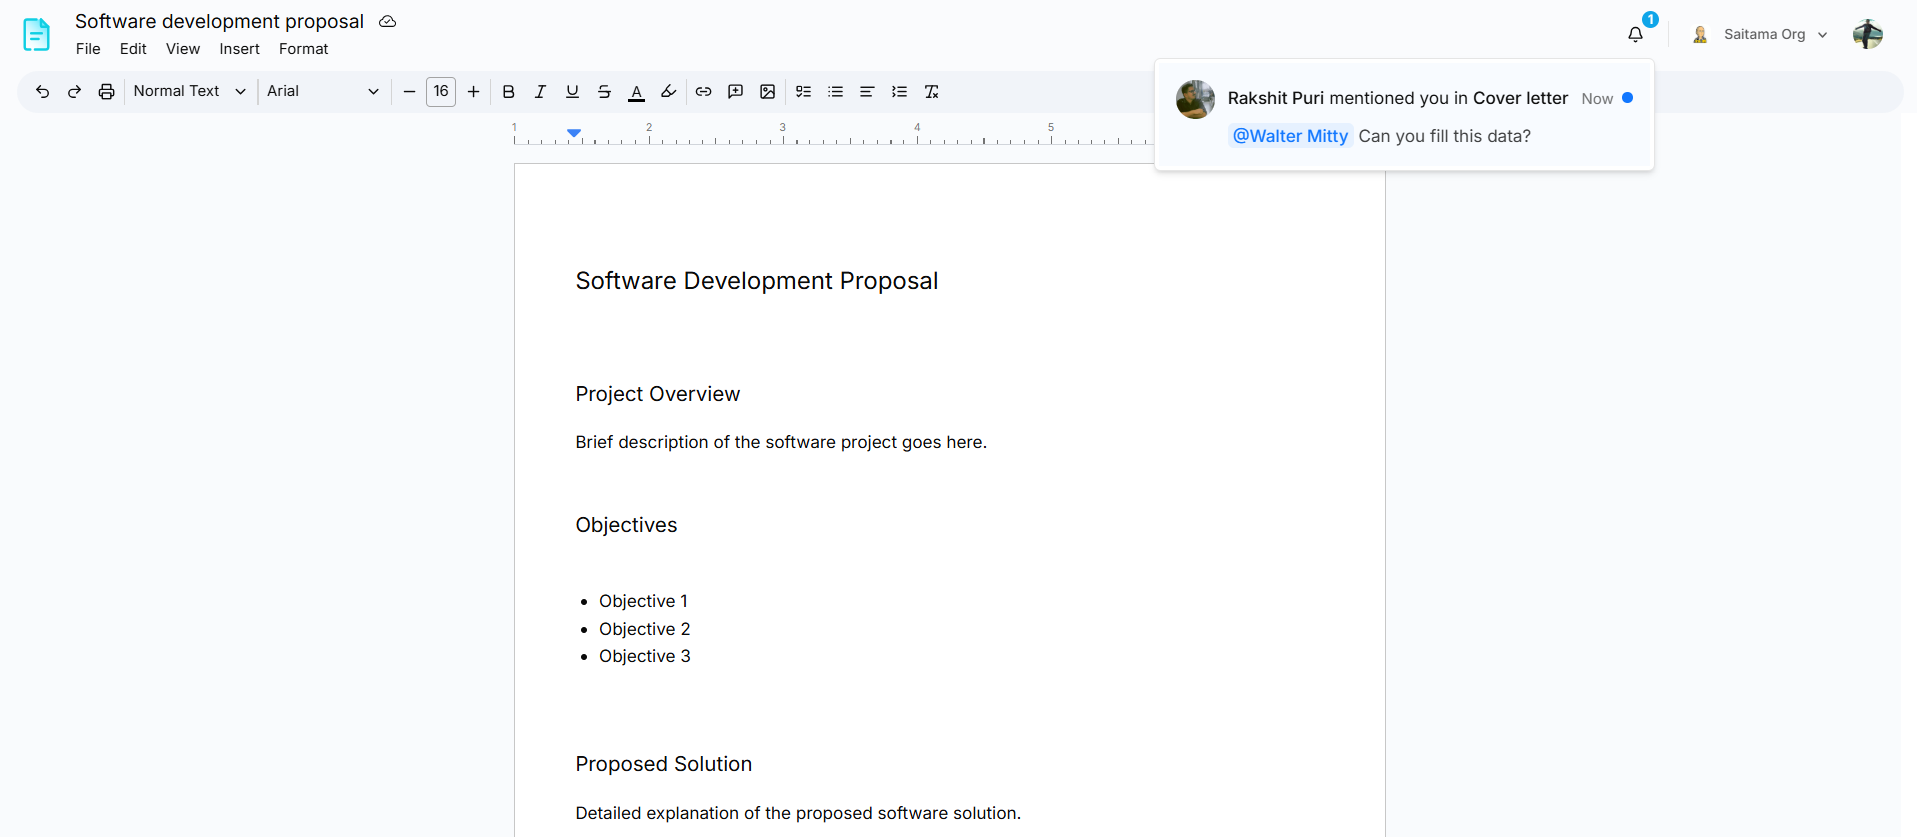 Software development proposal
File Edit View Insert Format
1
Saitama Org
Normal Text Arial 16
Rakshit Puri mentioned you in Cover letter Now
@Walter Mitty Can you fill this data?
1 2 3 4 5
Software Development Proposal
Project Overview
Brief description of the software project goes here.
Objectives
• Objective 1
• Objective 2
• Objective 3
Proposed Solution
Detailed explanation of the proposed software solution.